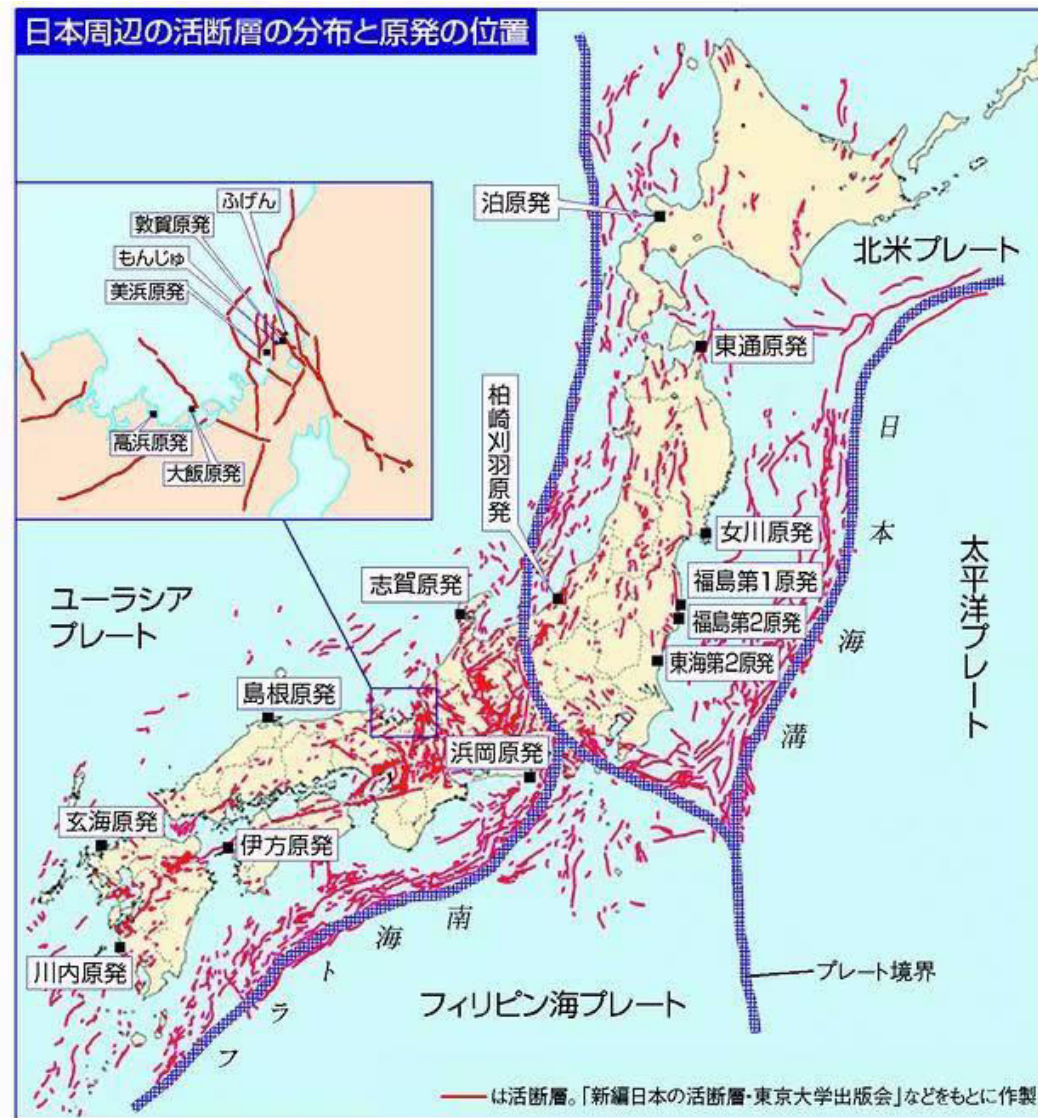 日本周辺の活断層の分布と原発の位置
ふげん
敦賀原発
もんじゅ
美浜原発
高浜原発
大飯原発
泊原発
北米プレート
東通原発
柏崎刈羽原発
日本海溝
女川原発
太平洋プレート
福島第1原発
福島第2原発
東海第2原発
志賀原発
ユーラシア
プレート
島根原発
浜岡原発
玄海原発
伊方原発
川内原発
南海トラフ
フィリピン海プレート
プレート境界
は活断層。「新編日本の活断層・東京大学出版会」などをもとに作製